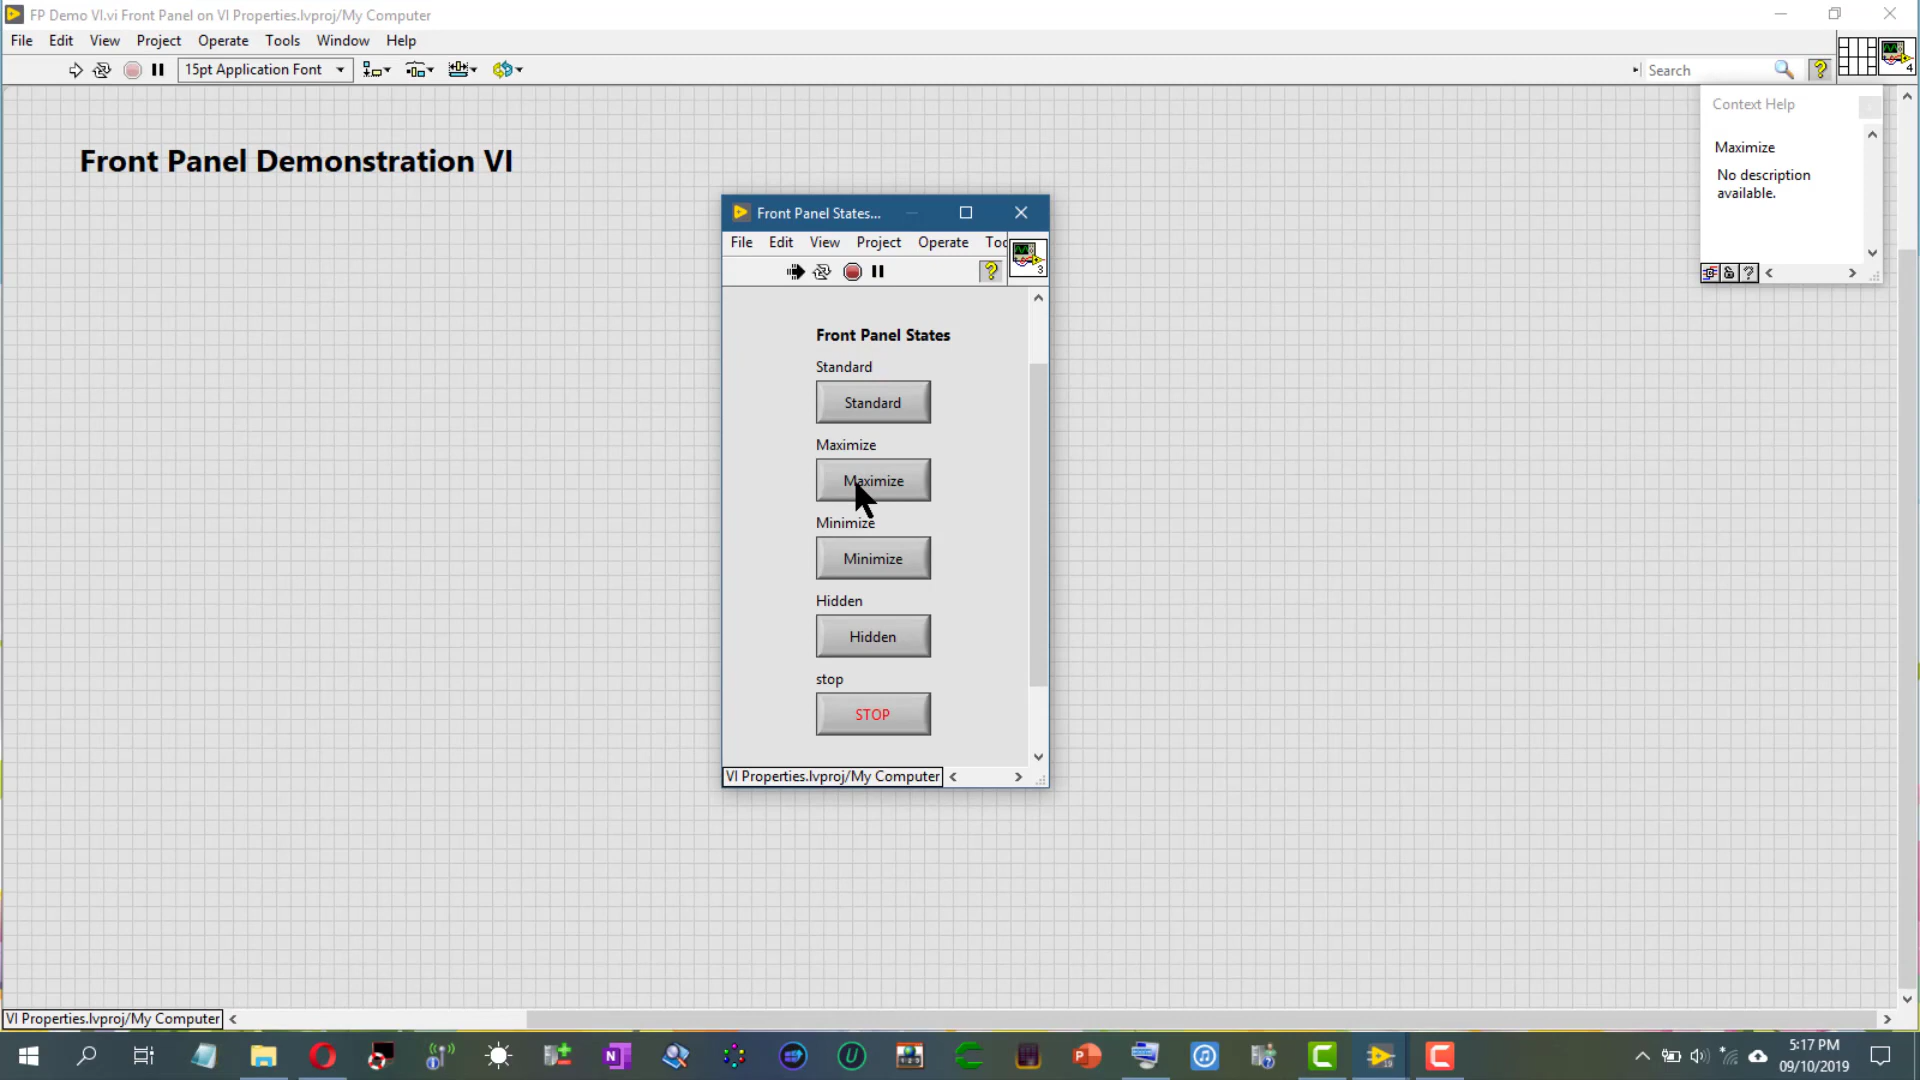 FP Demo VI.vi Front Panel on VI Properties.lvproj/My Computer
File Edit View Project Operate Tools Window Help
15pt Application Font
Search
4
Context Help
Maximize
No description
available.
Front Panel Demonstration VI
Front Panel States...
File Edit View Project Operate Too
3
Front Panel States
Standard
Standard
Maximize
Maximize
Minimize
Minimize
Hidden
Hidden
stop
STOP
VI Properties.lvproj/My Computer
VI Properties.lvproj/My Computer
5:17 PM
09/10/2019